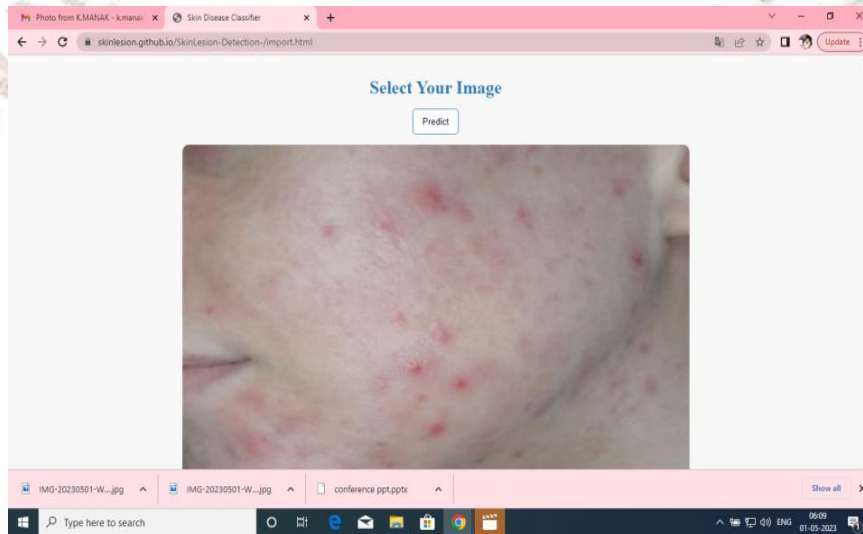 Photo from K.MANAK - k.manak
Skin Disease Classifier
skinlesion.github.io/SkinLesion-Detection-/import.html
Update
Select Your Image
Predict
IMG-20230501-W....jpg
IMG-20230501-W....jpg
conference ppt.pptx
Show all
Type here to search
ENG
06:09
01-05-2023